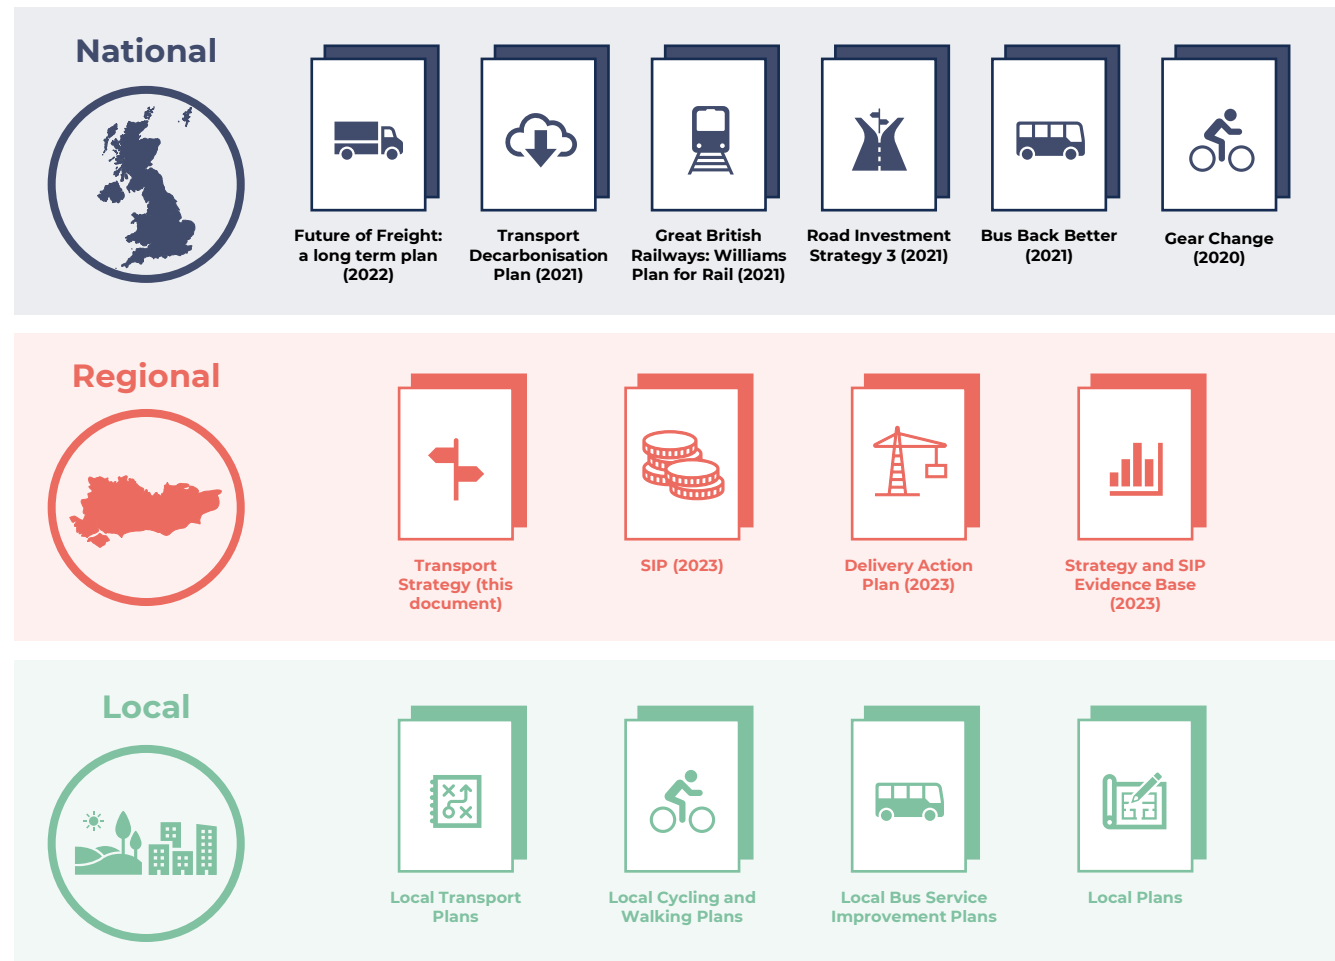 National
Future of Freight:
a long term plan
(2022)
Transport
Decarbonisation
Plan (2021)
Great British
Railways: Williams
Plan for Rail (2021)
Road Investment
Strategy 3 (2021)
Bus Back Better
(2021)
Gear Change
(2020)
Regional
Transport
Strategy (this
document)
SIP (2023)
Delivery Action
Plan (2023)
Strategy and SIP
Evidence Base
(2023)
Local
Local Transport
Plans
Local Cycling and
Walking Plans
Local Bus Service
Improvement Plans
Local Plans